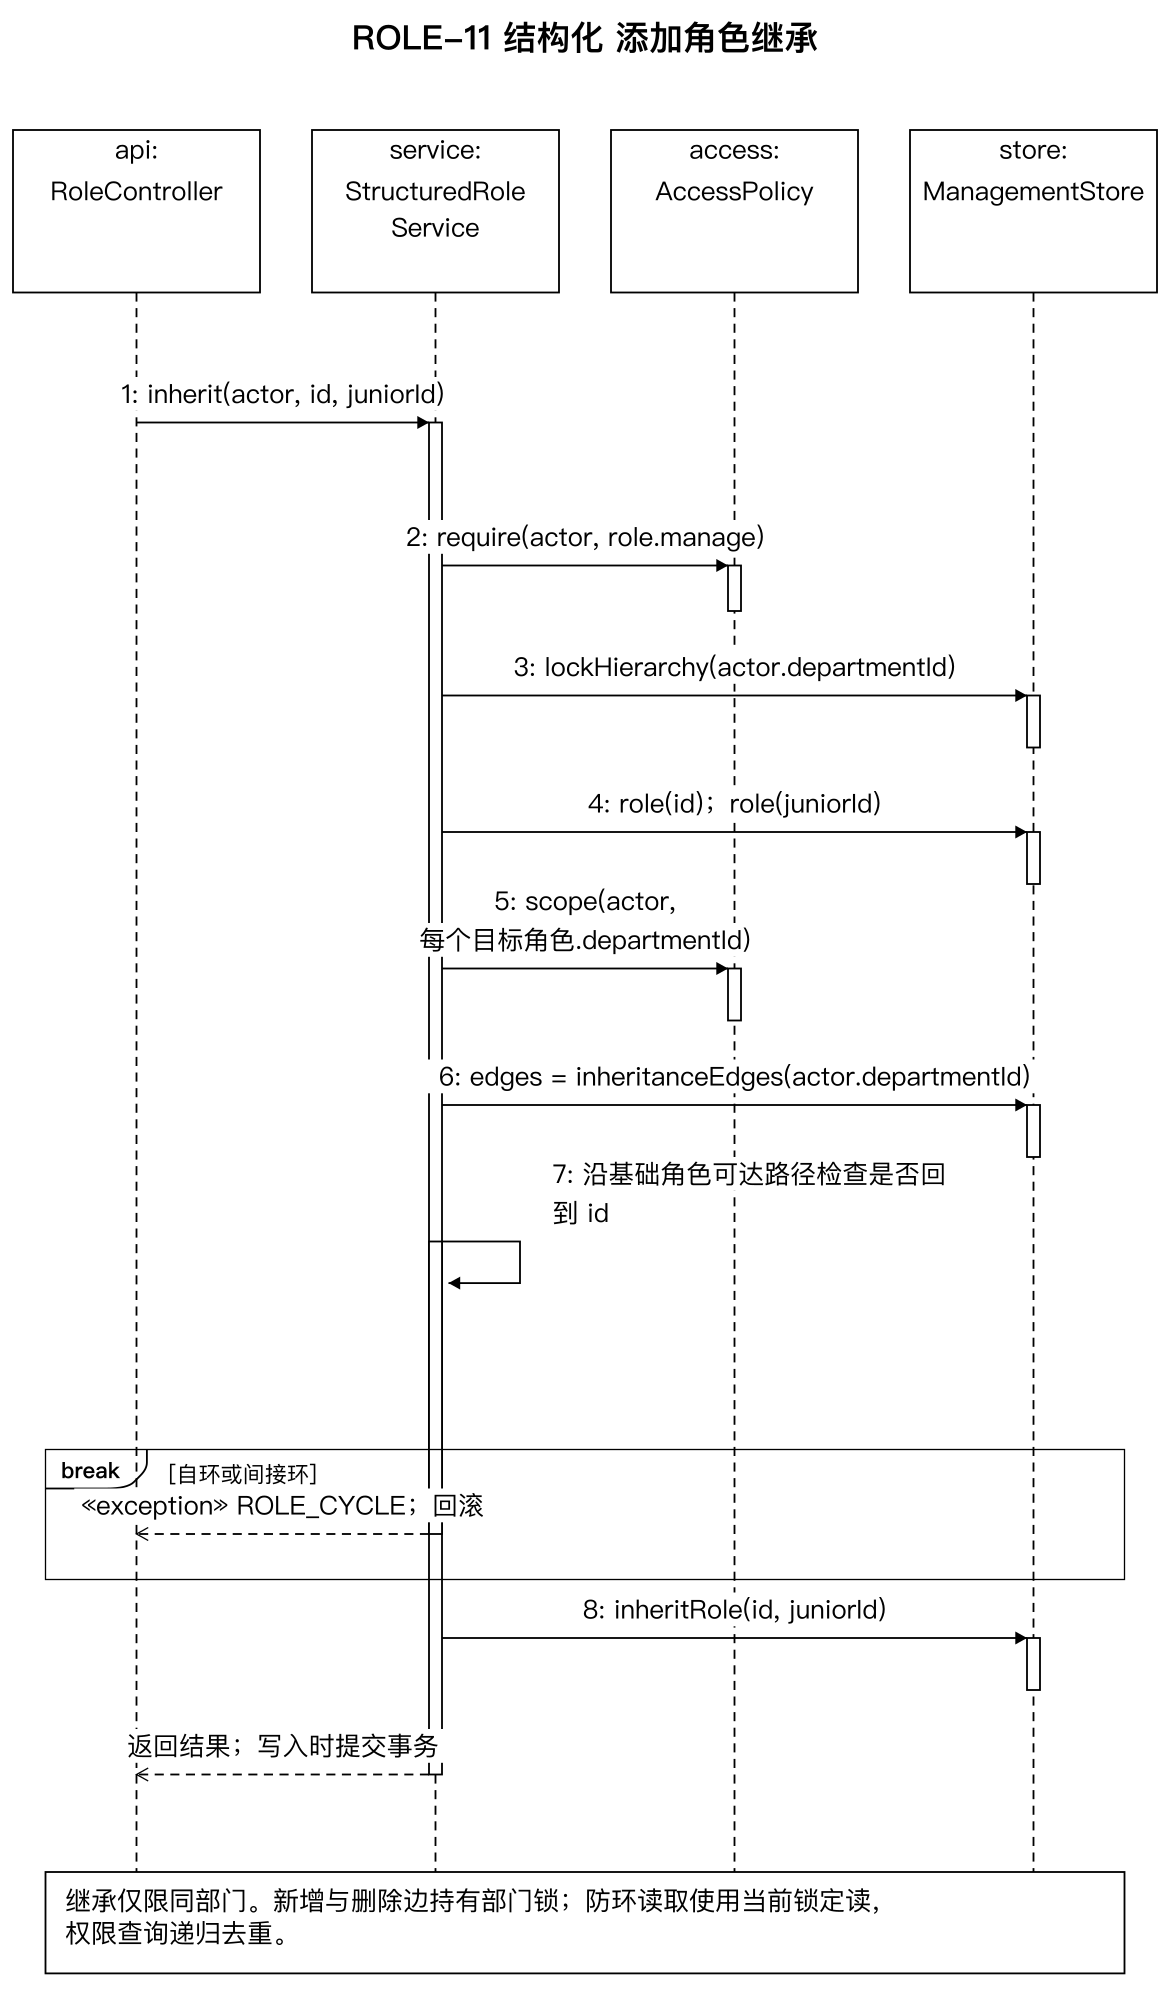 ROLE-11 结构化 添加角色继承
api:
RoleController
service:
StructuredRole
Service
access:
AccessPolicy
store:
ManagementStore
1: inherit(actor, id, juniorId)
2: require(actor, role.manage)
3: lockHierarchy(actor.departmentId)
4: role(id)；role(juniorId)
5: scope(actor,
每个目标角色.departmentId)
6: edges = inheritanceEdges(actor.departmentId)
7: 沿基础角色可达路径检查是否回
到 id
break [自环或间接环]
«exception» ROLE_CYCLE；回滚
8: inheritRole(id, juniorId)
返回结果；写入时提交事务
继承仅限同部门。新增与删除边持有部门锁；防环读取使用当前锁定读，
权限查询递归去重。